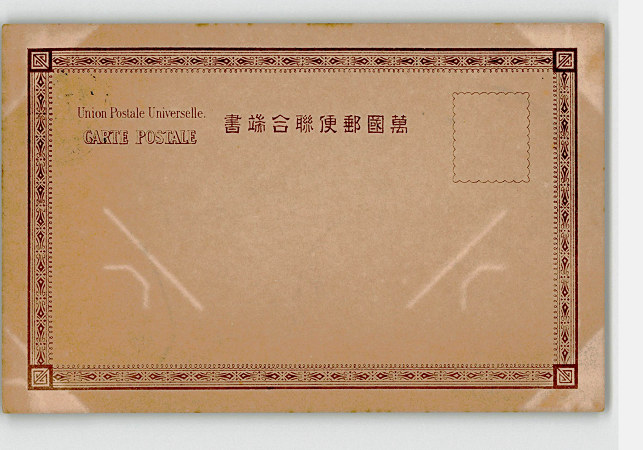 Union Postale Universelle.
CARTE POSTALE
萬國郵便聯合端書